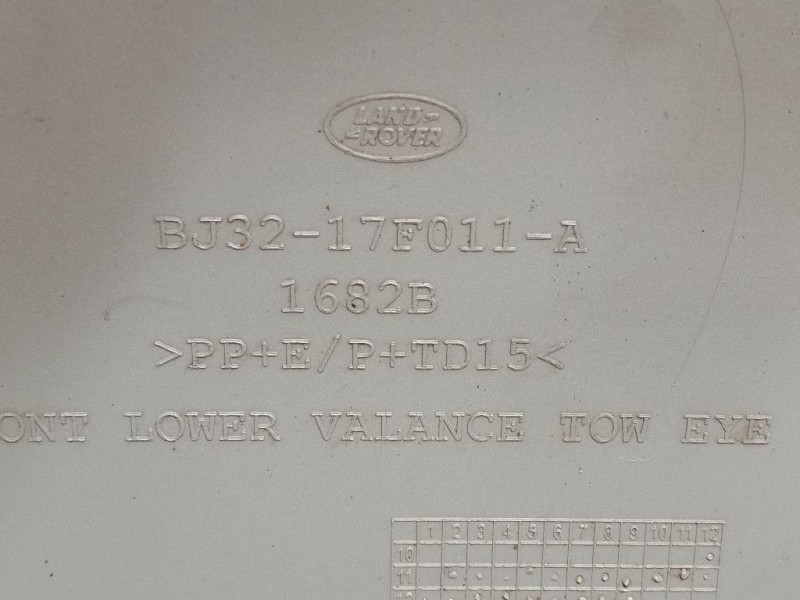 LAND-
-ROVER
BJ32-17F011-A
1682B
>PP+E/P+TD15<
ONT LOWER VALANCE TOW EYE
1 2 3 4 5 6 7 8 9 10 11 12
10
11